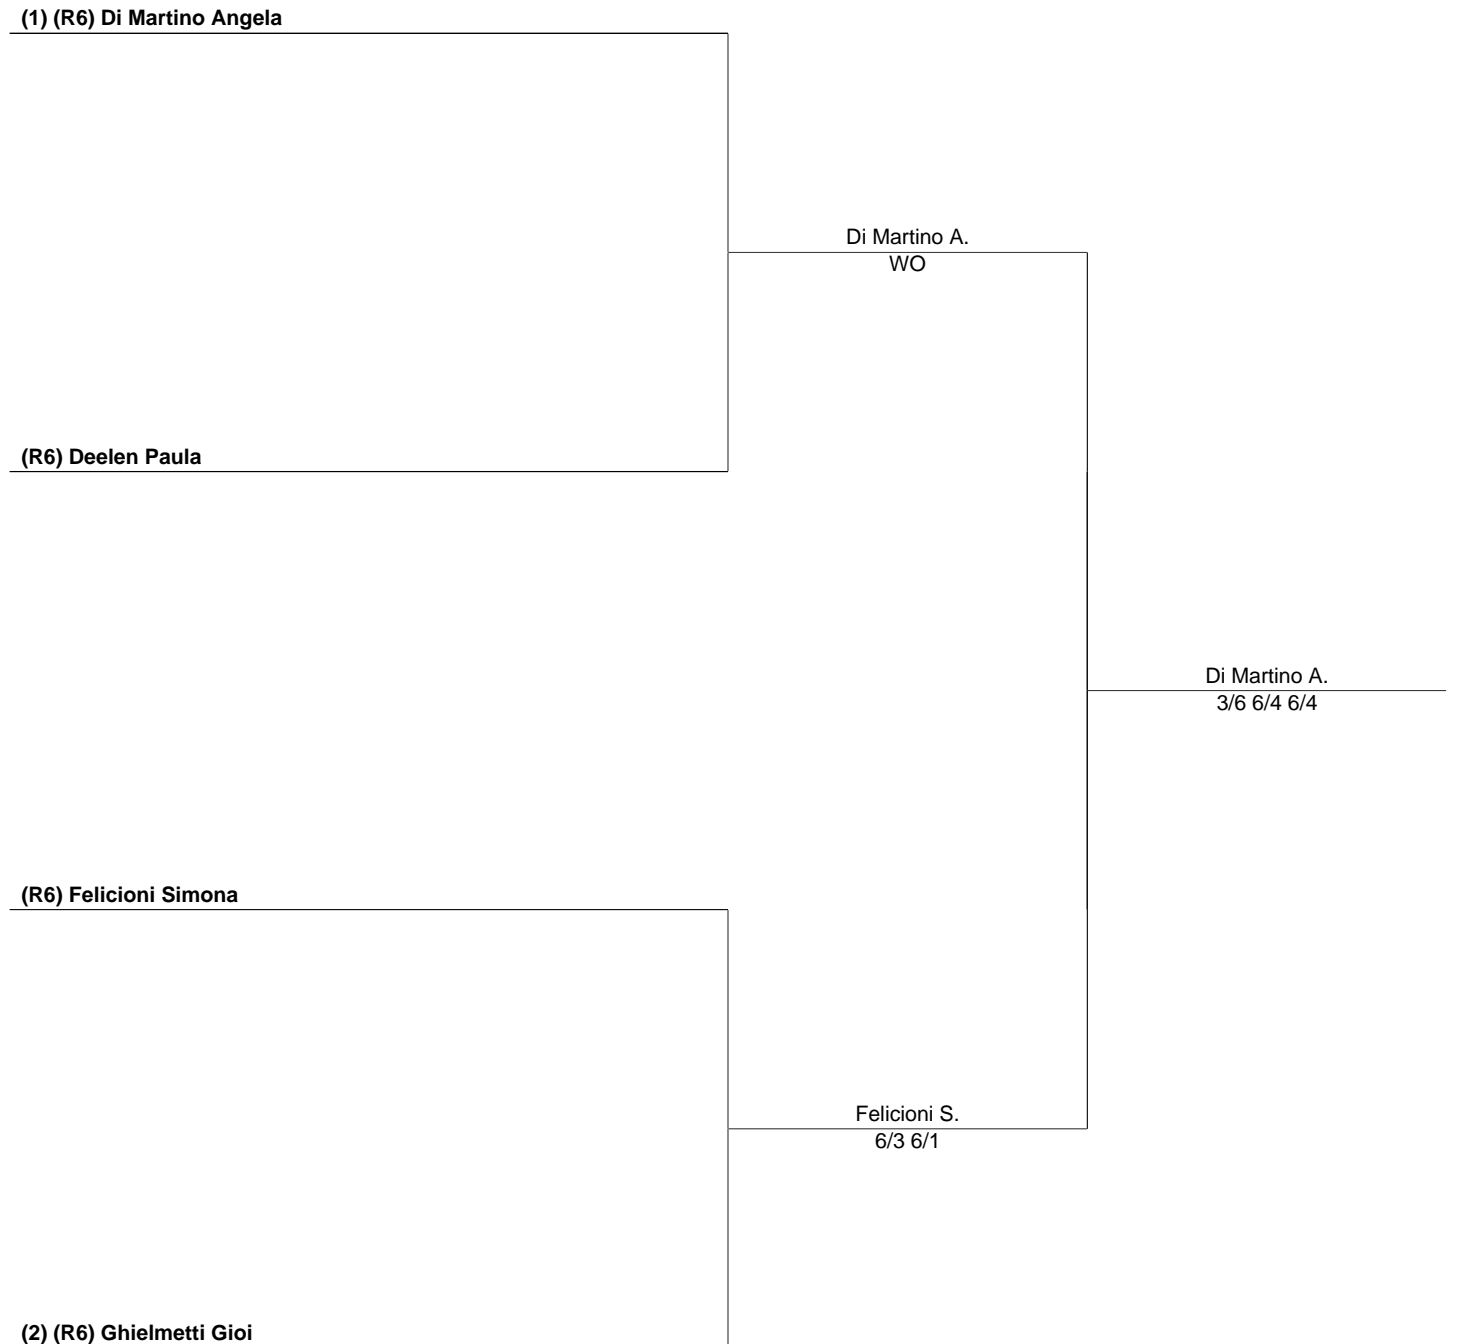 (1) (R6) Di Martino Angela
Di Martino A.
WO
(R6) Deelen Paula
Di Martino A.
3/6 6/4 6/4
(R6) Felicioni Simona
Felicioni S.
6/3 6/1
(2) (R6) Ghielmetti Gioi